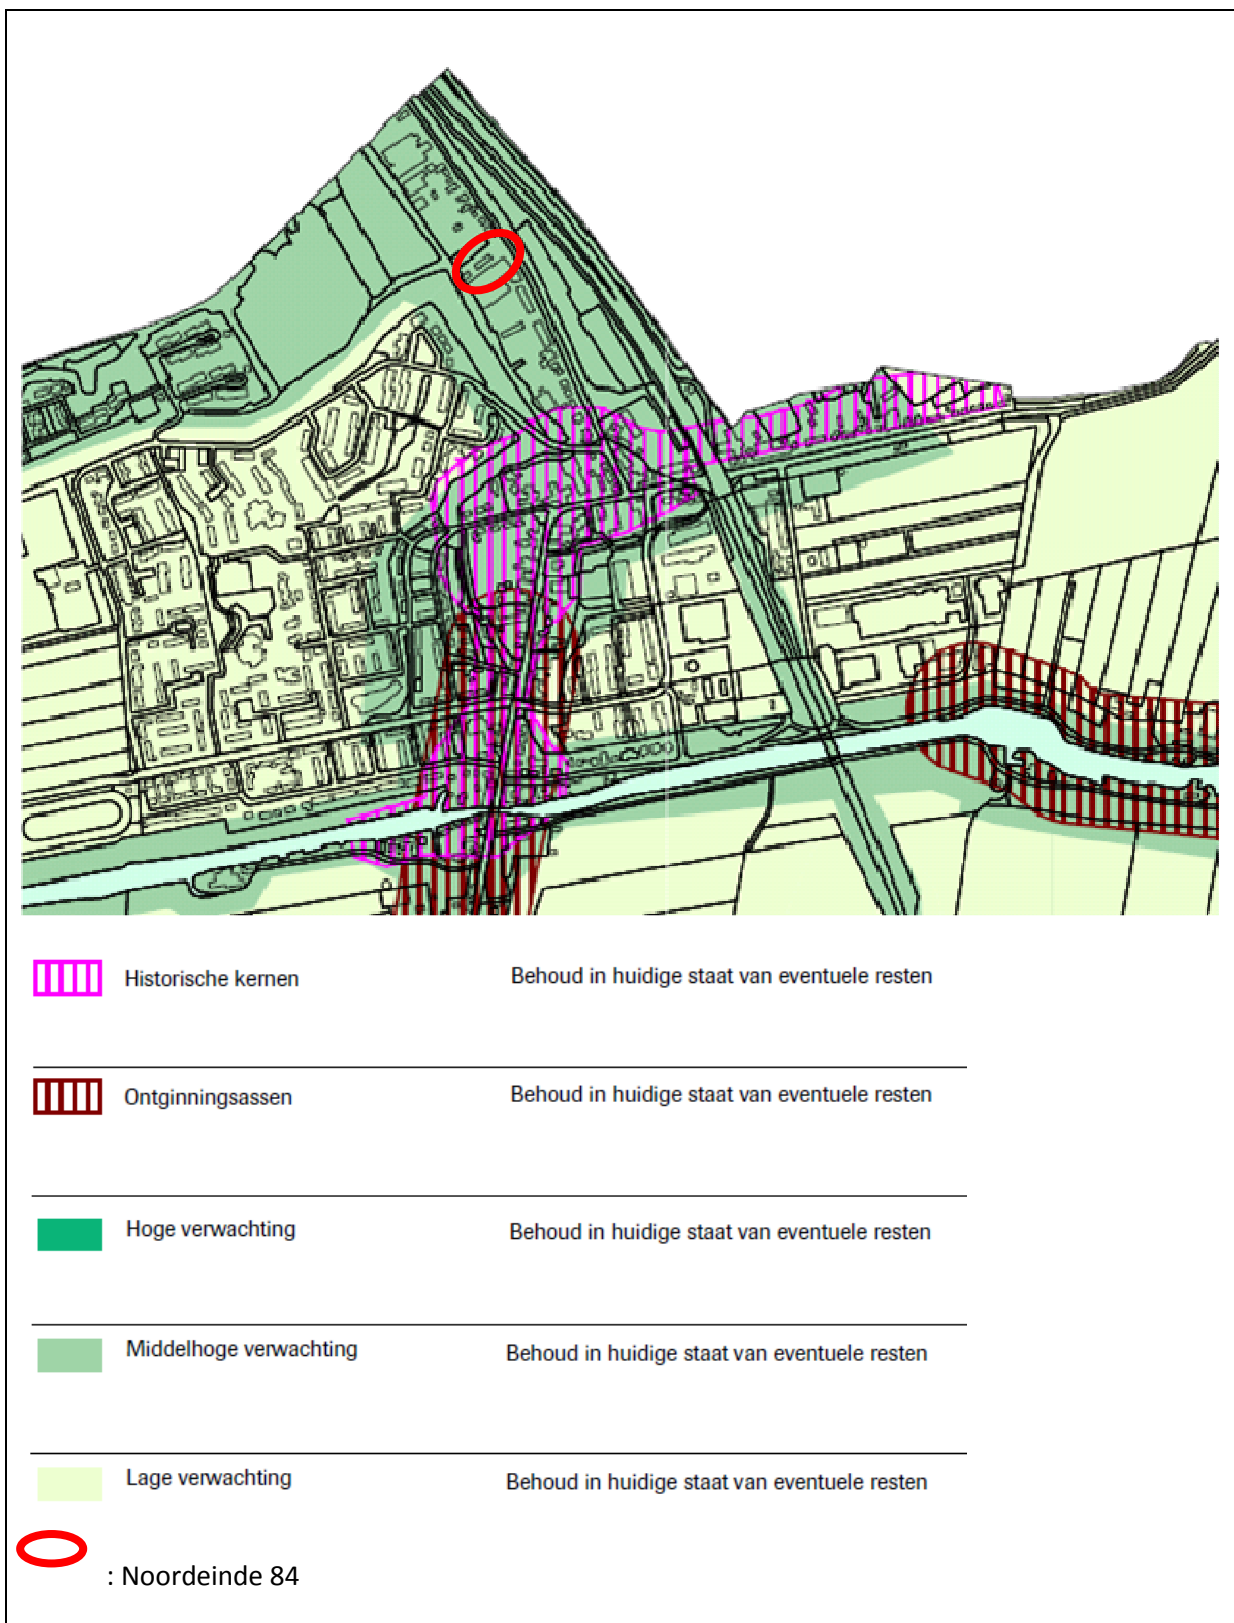 Historische kernen Behoud in huidige staat van eventuele resten
Ontginningsassen Behoud in huidige staat van eventuele resten
Hoge verwachting Behoud in huidige staat van eventuele resten
Middelhoge verwachting Behoud in huidige staat van eventuele resten
Lage verwachting Behoud in huidige staat van eventuele resten
: Noordeinde 84